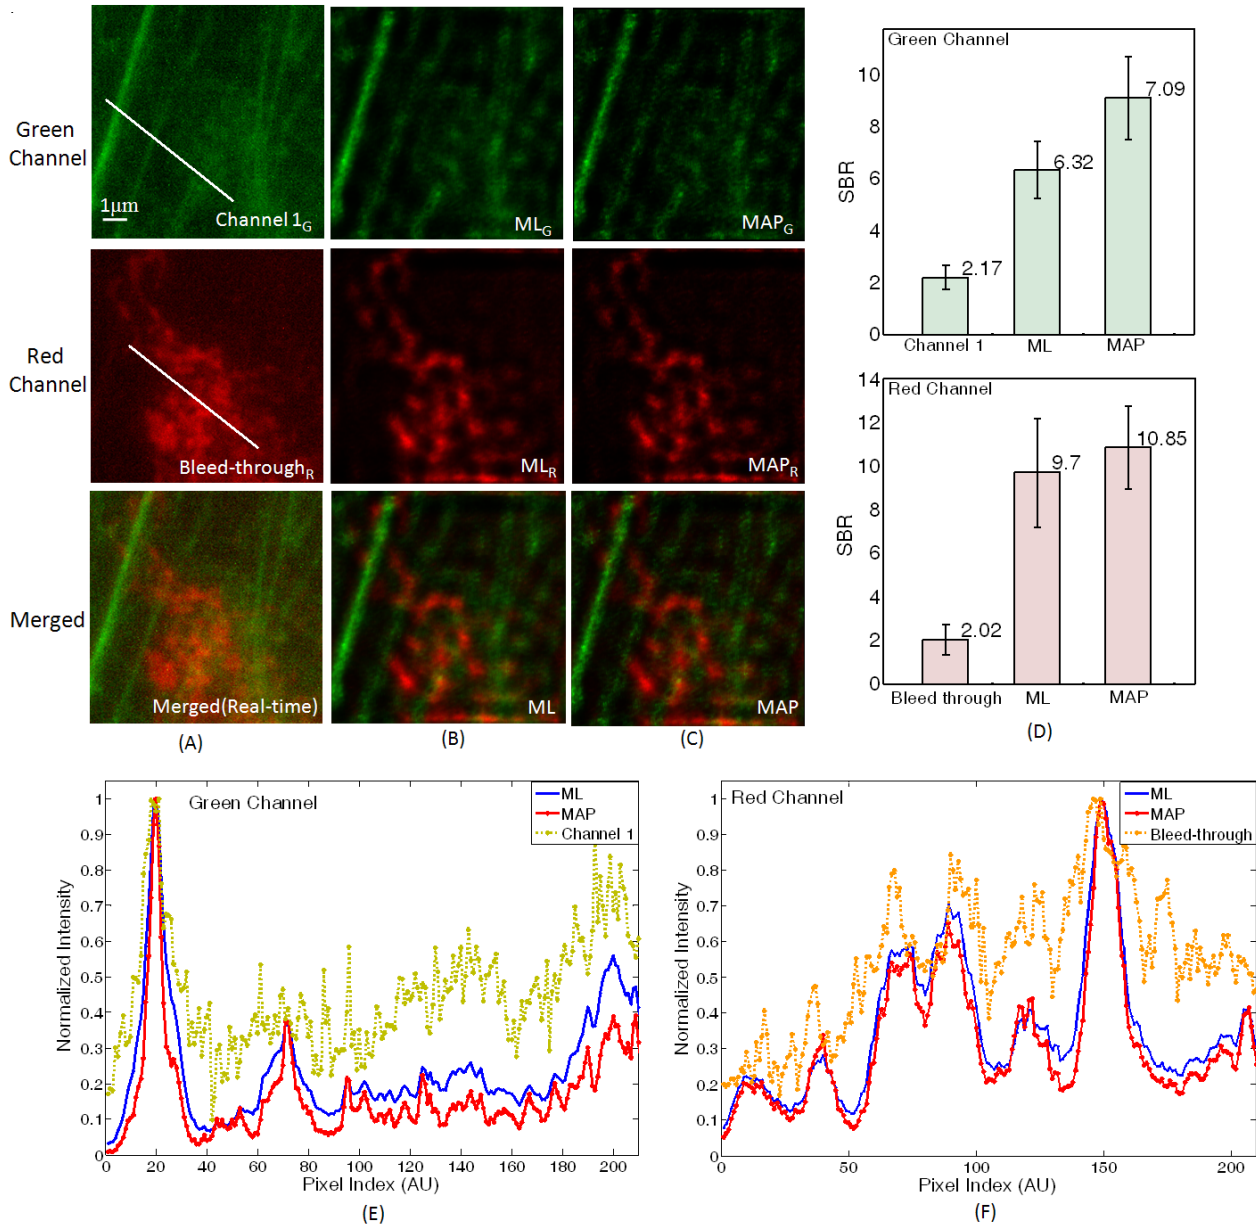 Green Channel
Channel 1G
1μm
MLG
MAPG
Red Channel
Bleed-throughR
MLR
MAPR
Merged
Merged(Real-time)
ML
MAP
(A)
(B)
(C)
Green Channel
SBR
10
8
6
4
2
0
2.17
6.32
7.09
Channel 1
ML
MAP
Red Channel
SBR
14
12
10
8
6
4
2
0
2.02
9.7
10.85
Bleed through
ML
MAP
(D)
Green Channel
ML
MAP
Channel 1
Normalized Intensity
1
0.9
0.8
0.7
0.6
0.5
0.4
0.3
0.2
0.1
0
0 20 40 60 80 100 120 140 160 180 200
Pixel Index (AU)
(E)
Red Channel
ML
MAP
Bleed-through
Normalized Intensity
1
0.9
0.8
0.7
0.6
0.5
0.4
0.3
0.2
0.1
0
0 50 100 150 200
Pixel Index (AU)
(F)